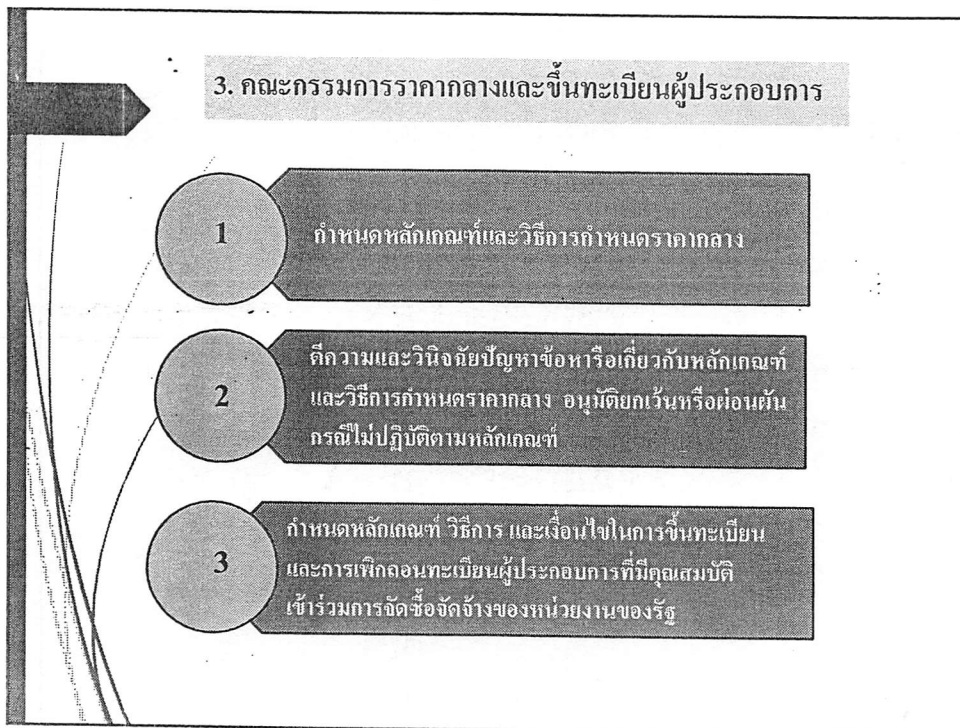 3. คณะกรรมการราคากลางและขึ้นทะเบียนผู้ประกอบการ
1
กำหนดหลักเกณฑ์และวิธีการกำหนดราคากลาง
2
ตีความและวินิจฉัยปัญหาข้อหารือเกี่ยวกับหลักเกณฑ์
และวิธีการกำหนดราคากลาง อนุมัติยกเว้นหรือผ่อนผัน
กรณีไม่ปฏิบัติตามหลักเกณฑ์
3
กำหนดหลักเกณฑ์ วิธีการ และเงื่อนไขในการขึ้นทะเบียน
และการเพิกถอนทะเบียนผู้ประกอบการที่มีคุณสมบัติ
เข้าร่วมการจัดซื้อจัดจ้างของหน่วยงานของรัฐ